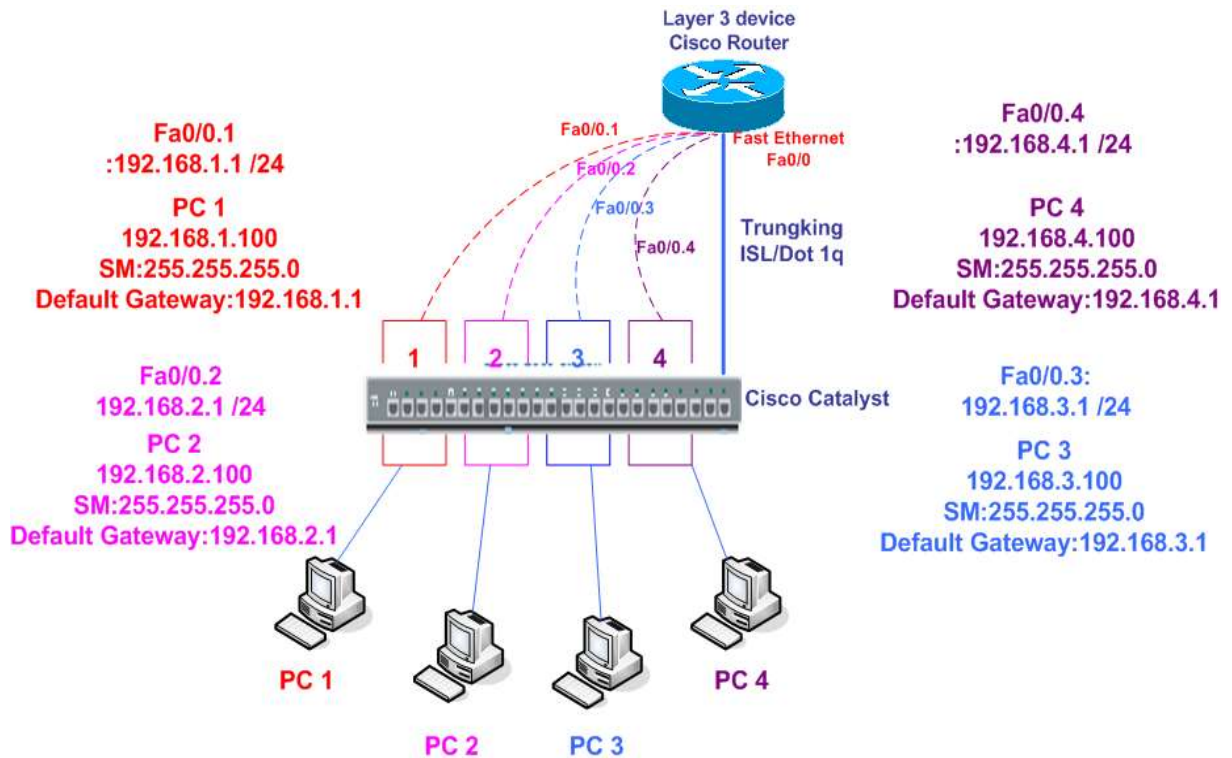 Layer 3 device
Cisco Router
Fa0/0.1
:192.168.1.1 /24
PC 1
192.168.1.100
SM:255.255.255.0
Default Gateway:192.168.1.1
Fa0/0.1
Fa0/0.2
Fa0/0.3
Fa0/0.4
Fast Ethernet
Fa0/0
Trungking
ISL/Dot 1q
Fa0/0.4
:192.168.4.1 /24
PC 4
192.168.4.100
SM:255.255.255.0
Default Gateway:192.168.4.1
1
2
3
4
Cisco Catalyst
Fa0/0.2
192.168.2.1 /24
PC 2
192.168.2.100
SM:255.255.255.0
Default Gateway:192.168.2.1
Fa0/0.3:
192.168.3.1 /24
PC 3
192.168.3.100
SM:255.255.255.0
Default Gateway:192.168.3.1
PC 1
PC 2
PC 3
PC 4